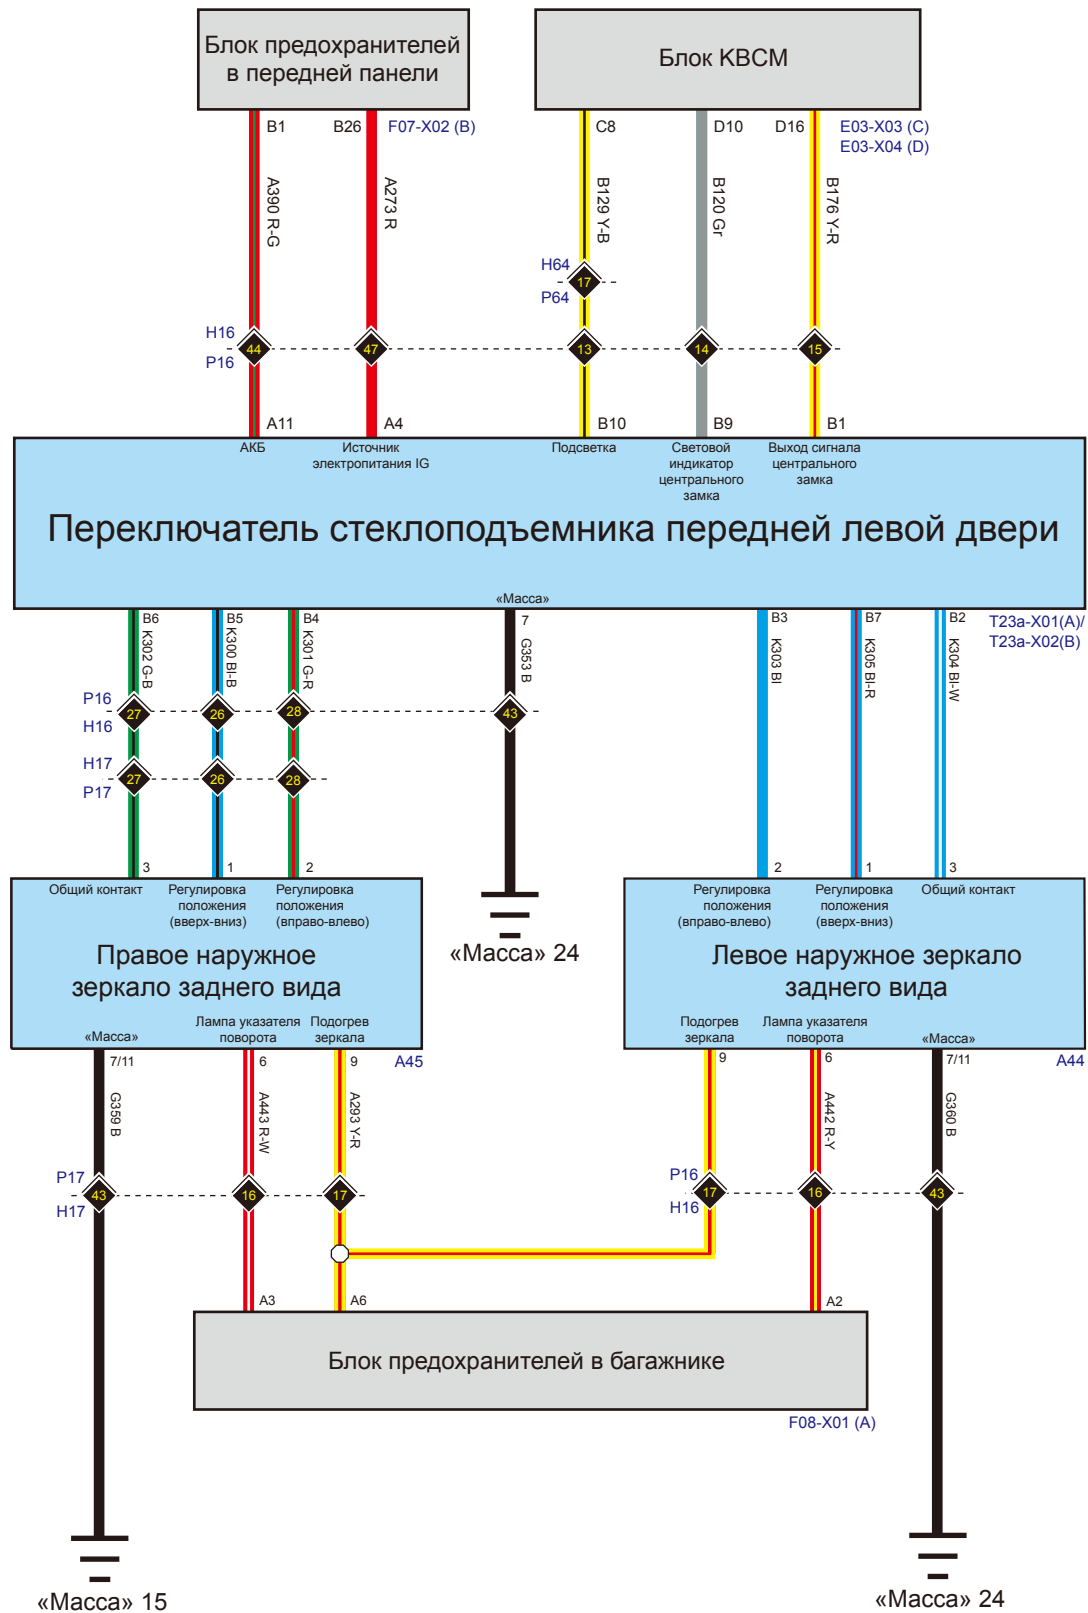 Блок предохранителей
в передней панели
Блок KBCM
B1
B26
F07-X02 (B)
C8
D10
D16
E03-X03 (C)
E03-X04 (D)
A390 R-G
A273 R
B129 Y-B
B120 Gr
B176 Y-R
H64
17
P64
H16
P16
44
47
13
14
15
A11
A4
B10
B9
B1
АКБ
Источник
электропитания IG
Подсветка
Световой
индикатор
центрального
замка
Выход сигнала
центрального
замка
Переключатель стеклоподъемника передней левой двери
«Масса»
B6
B5
B4
7
B3
B7
B2
T23a-X01(A)/
T23a-X02(B)
K302 G-B
K300 Bl-B
K301 G-R
G353 B
K303 Bl
K305 Bl-R
K304 Bl-W
P16
H16
27
26
28
43
H17
P17
27
26
28
3
1
2
2
1
3
Общий контакт
Регулировка
положения
(вверх-вниз)
Регулировка
положения
(вправо-влево)
«Масса» 24
Регулировка
положения
(вправо-влево)
Регулировка
положения
(вверх-вниз)
Общий контакт
Правое наружное
зеркало заднего вида
Левое наружное зеркало
заднего вида
«Масса»
Лампа указателя
поворота
Подогрев
зеркала
Подогрев
зеркала
Лампа указателя
поворота
«Масса»
7/11
6
9
A45
9
6
7/11
A44
G359 B
A443 R-W
A293 Y-R
A442 R-Y
G360 B
P17
H17
43
16
17
P16
H16
17
16
43
A3
A6
A2
Блок предохранителей в багажнике
F08-X01 (A)
«Масса» 15
«Масса» 24